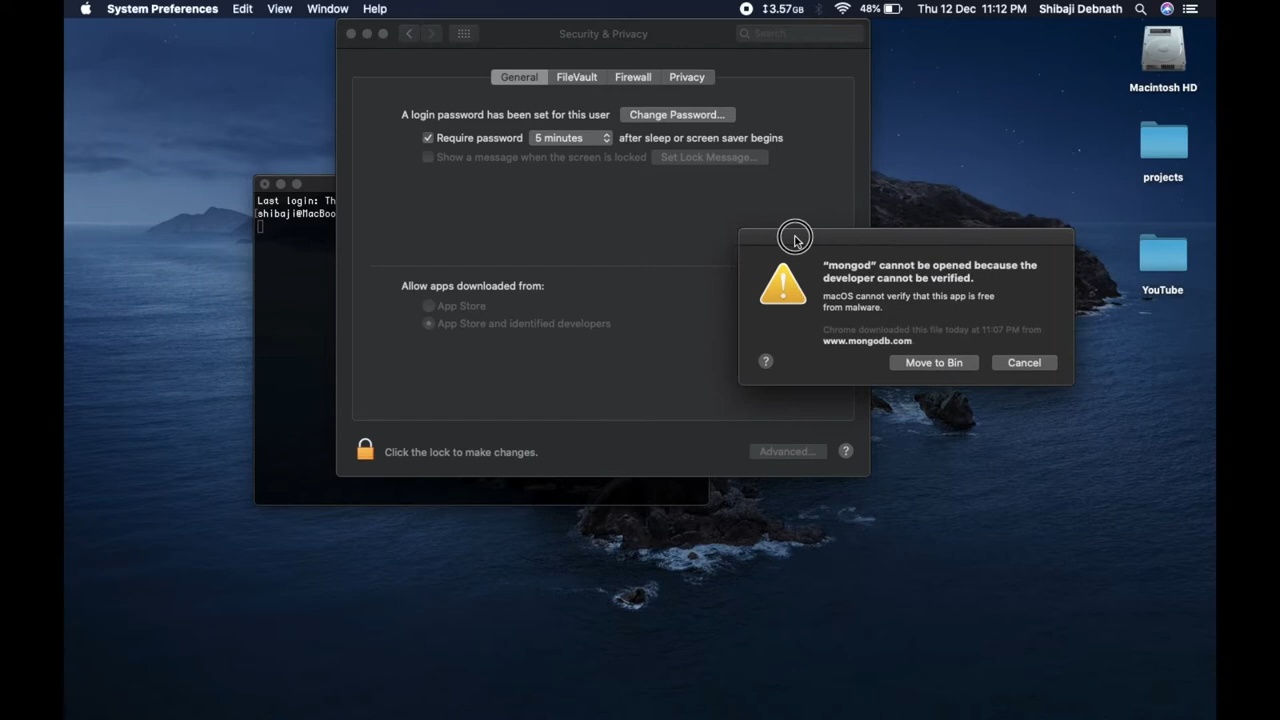 System Preferences Edit View Window Help
3.57GB 48% Thu 12 Dec 11:12 PM Shibaji Debnath
Security & Privacy
Search
Macintosh HD
General FileVault Firewall Privacy
A login password has been set for this user Change Password...
Require password 5 minutes after sleep or screen saver begins
Show a message when the screen is locked Set Lock Message...
projects
Last login: Th
[shibaji@MacBoo
Allow apps downloaded from:
App Store
App Store and identified developers
“mongod” cannot be opened because the
developer cannot be verified.
macOS cannot verify that this app is free
from malware.
Chrome downloaded this file today at 11:07 PM from
www.mongodb.com
? Move to Bin Cancel
YouTube
Click the lock to make changes. Advanced... ?